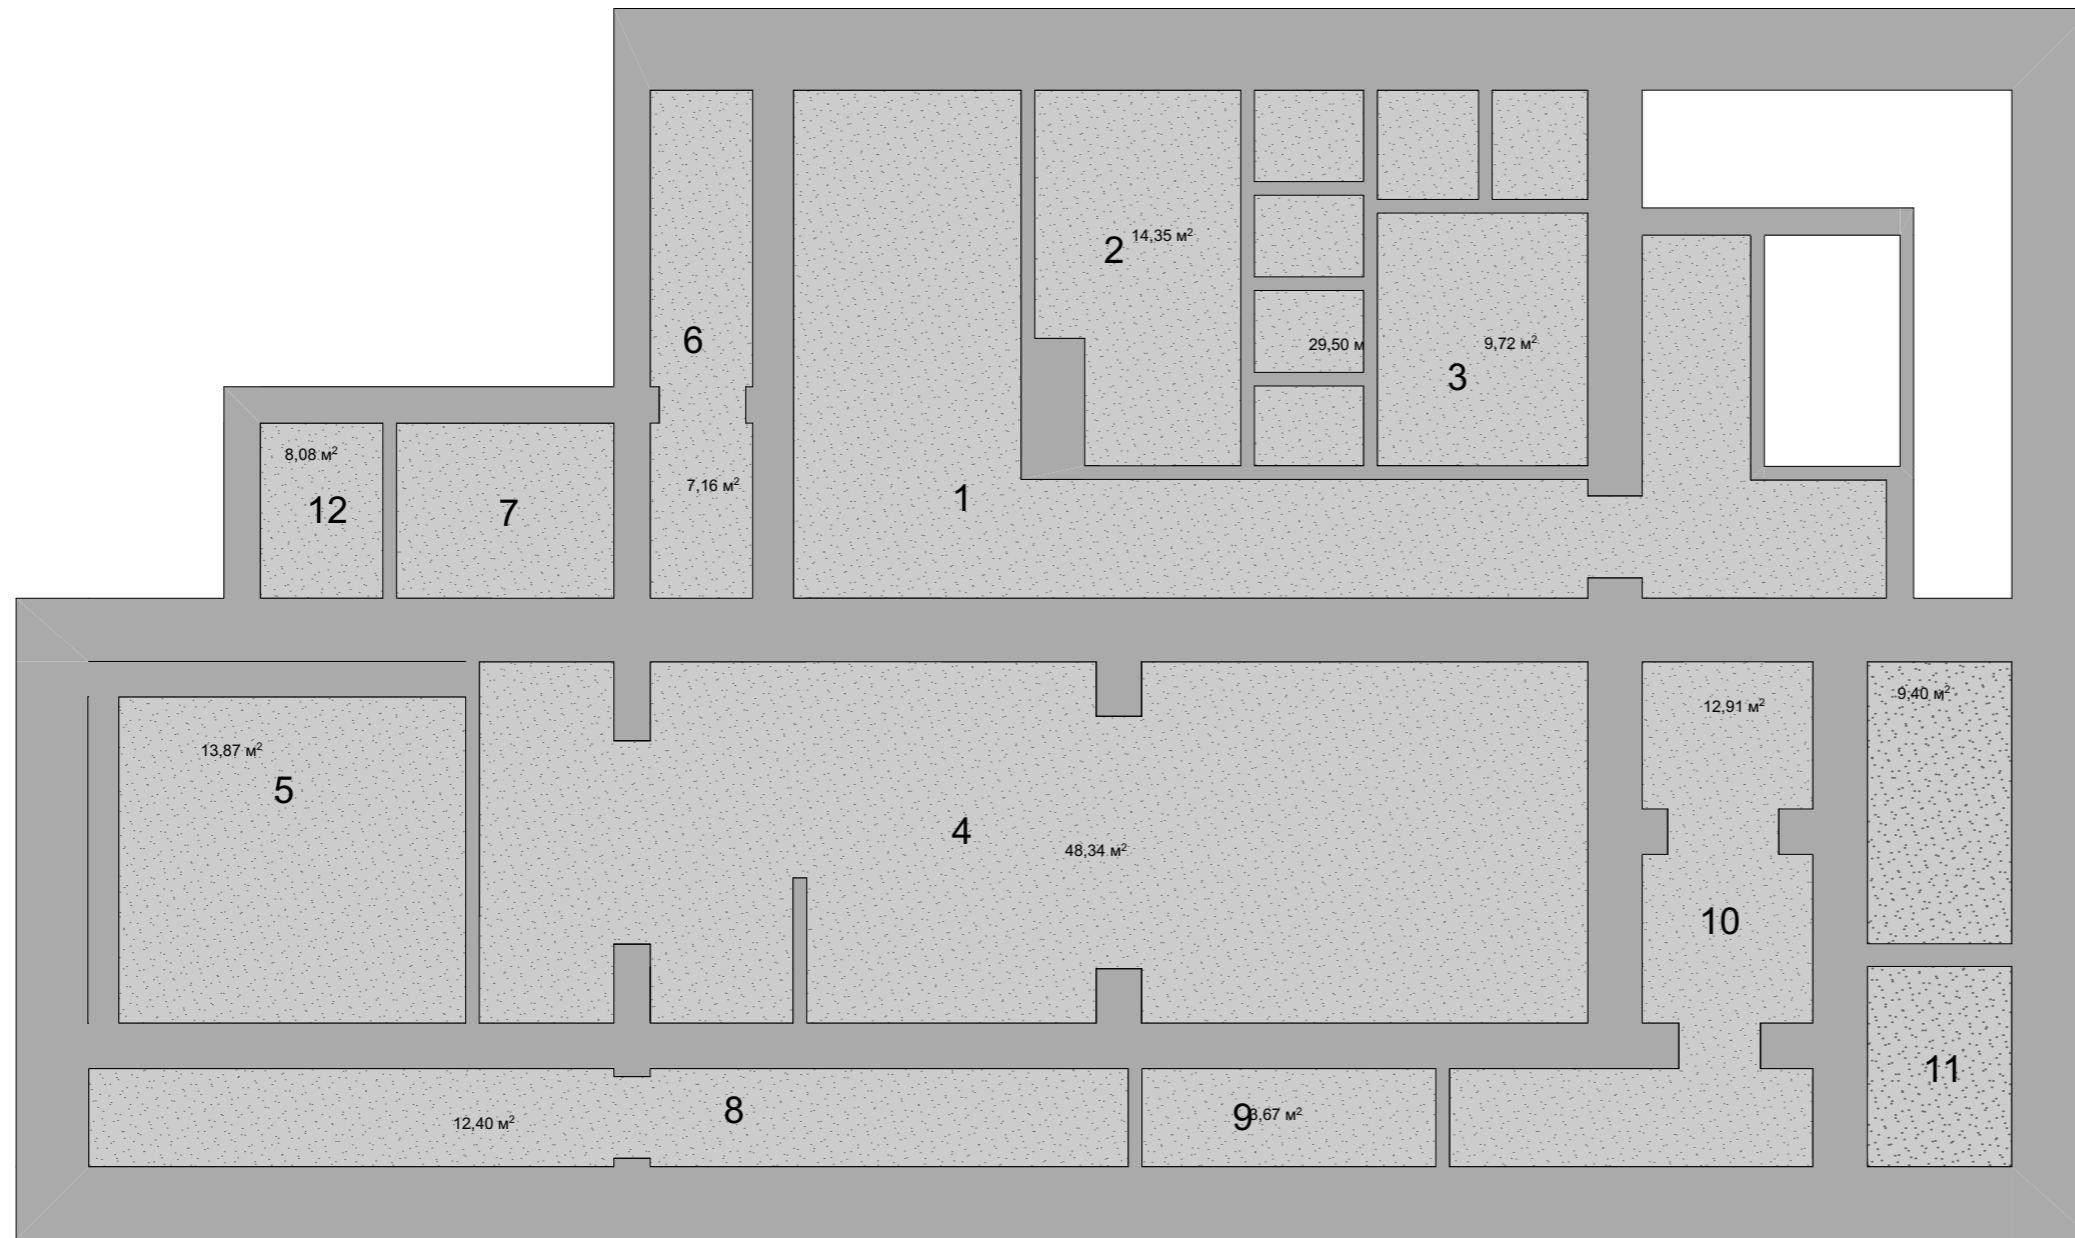 2 14,35 м²
6
29,50 м
9,72 м²
3
8,08 м²
7,16 м²
1
12
7
9,40 м²
12,91 м²
13,87 м²
5
4
48,34 м²
10
11
8
9
3,67 м²
12,40 м²